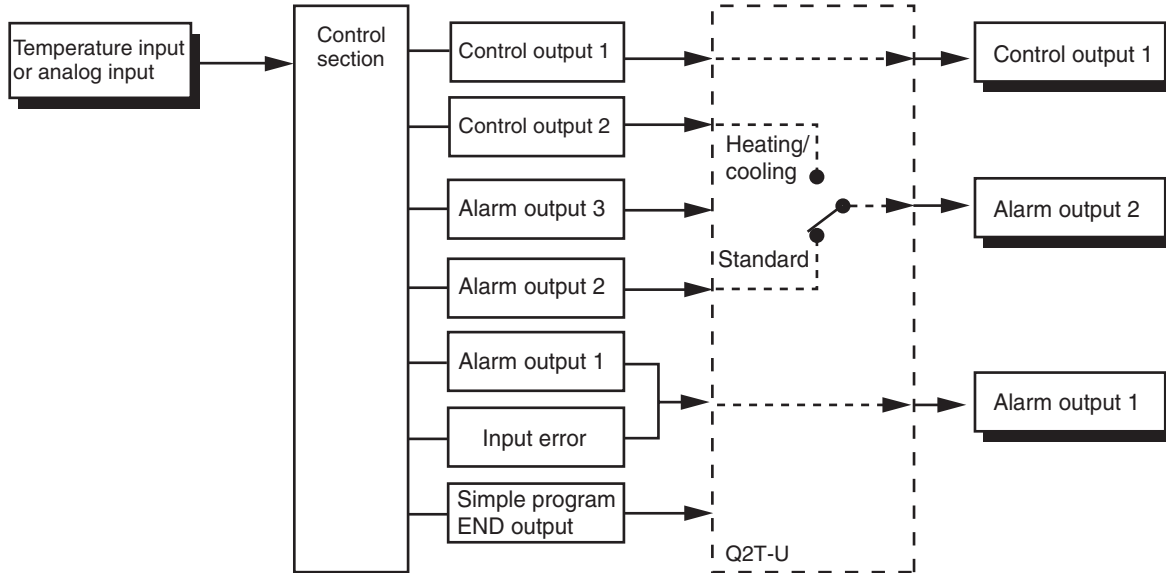 Temperature input
or analog input
Control
section
Control output 1
Control output 2
Alarm output 3
Alarm output 2
Alarm output 1
Input error
Simple program
END output
Heating/
cooling
Standard
Q2T-U
Control output 1
Alarm output 2
Alarm output 1